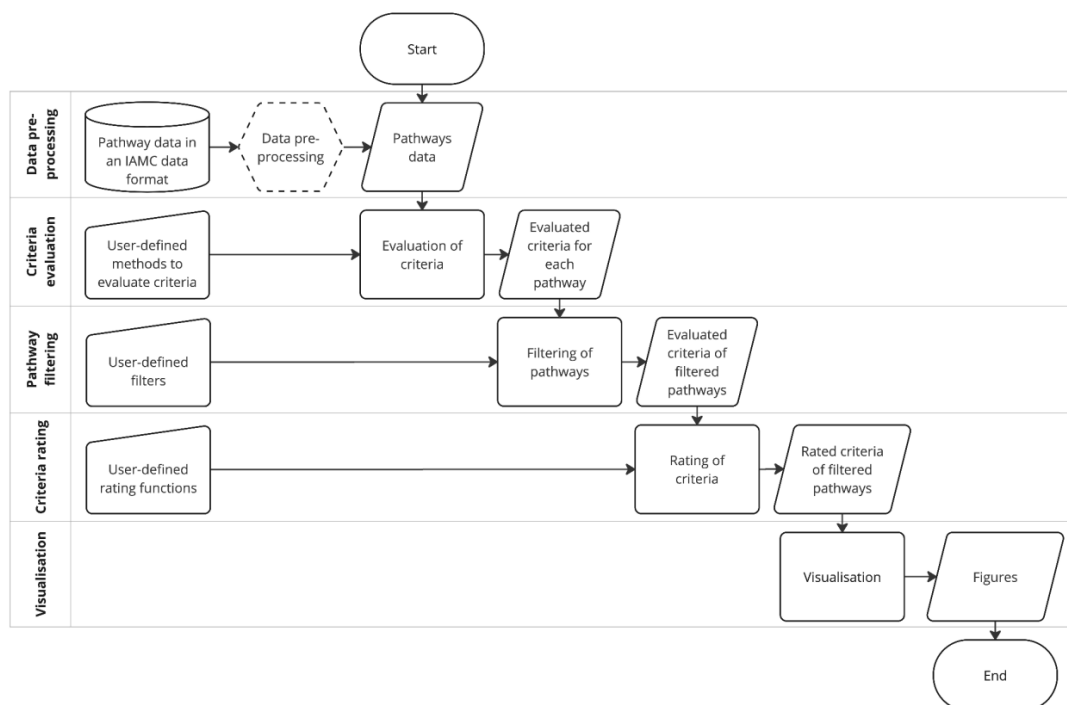 Start
Data pre-
processing
Pathway data in
an IAMC data
format
Data pre-
processing
Pathways
data
Criteria
evaluation
User-defined
methods to
evaluate criteria
Evaluation of
criteria
Evaluated
criteria for
each
pathway
Pathway
filtering
User-defined
filters
Filtering of
pathways
Evaluated
criteria of
filtered
pathways
Criteria rating
User-defined
rating functions
Rating of
criteria
Rated criteria
of filtered
pathways
Visualisation
Visualisation
Figures
End